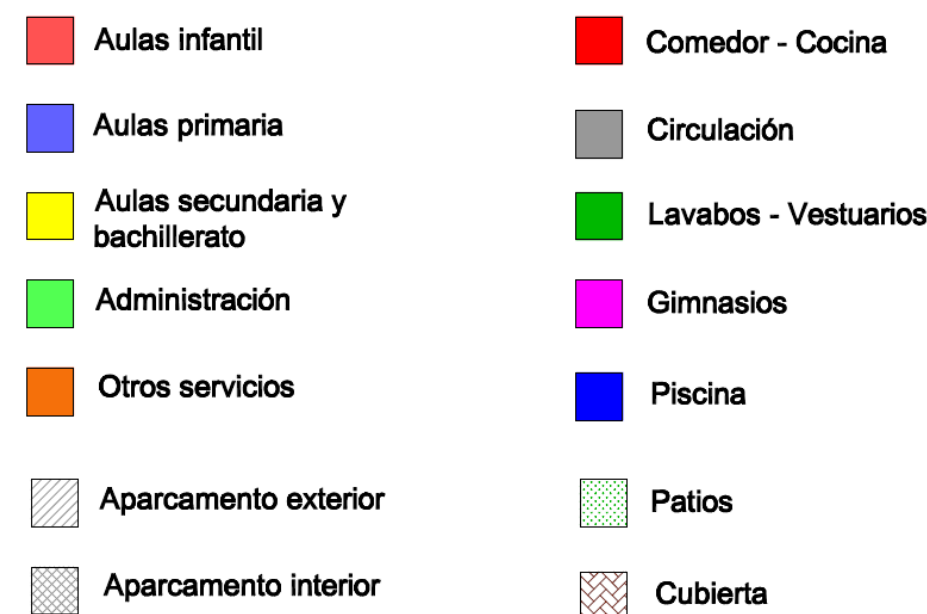 Aulas infantil
Aulas primaria
Aulas secundaria y
bachillerato
Administración
Otros servicios
Aparcamento exterior
Aparcamento interior
Comedor - Cocina
Circulación
Lavabos - Vestuarios
Gimnasios
Piscina
Patios
Cubierta